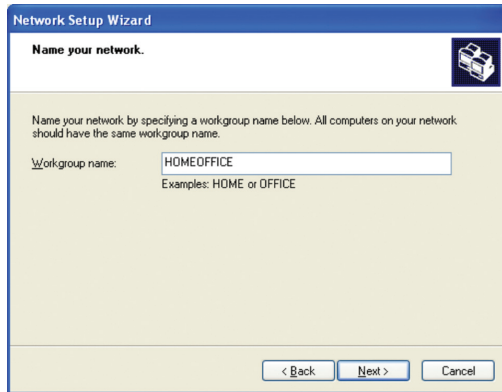 Network Setup Wizard
Name your network.
Name your network by specifying a workgroup name below. All computers on your network
should have the same workgroup name.
Workgroup name: HOMEOFFICE
Examples: HOME or OFFICE
< Back Next > Cancel